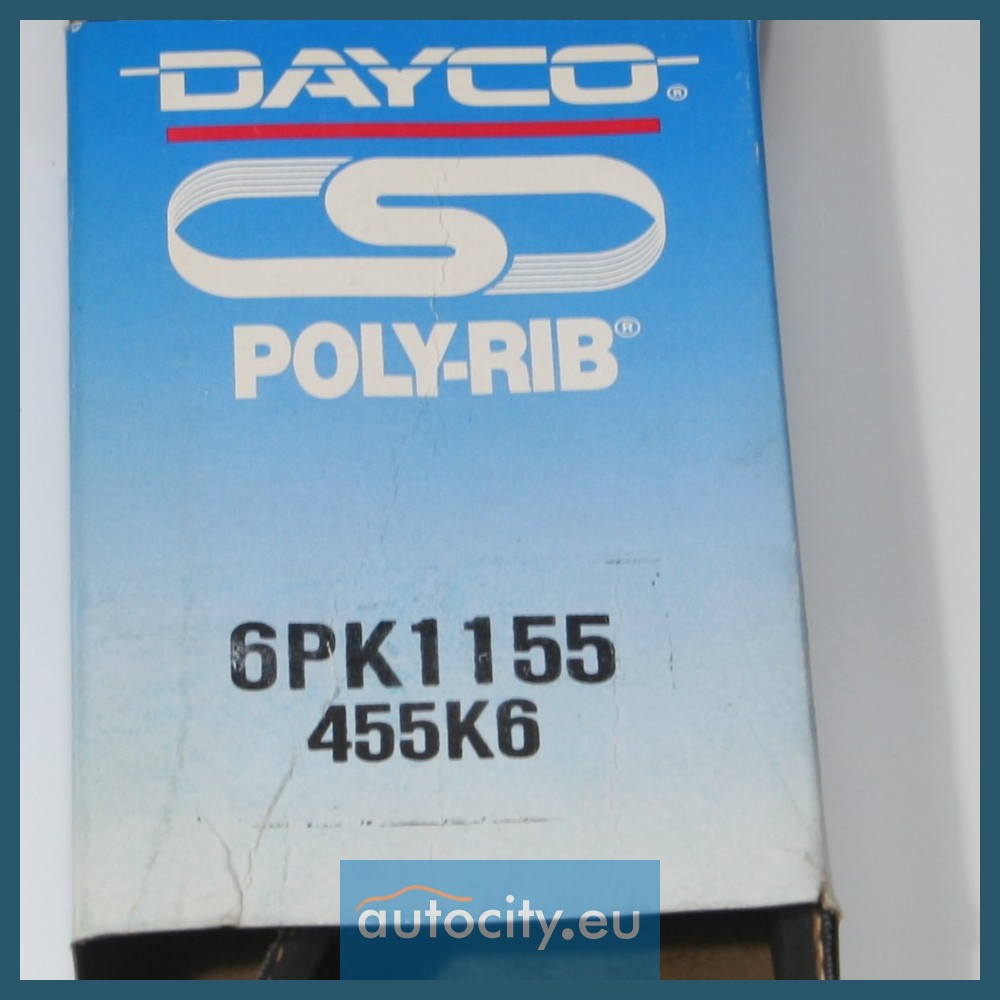 DAYCO®
POLY-RIB®
6PK1155
455K6
autocity.eu